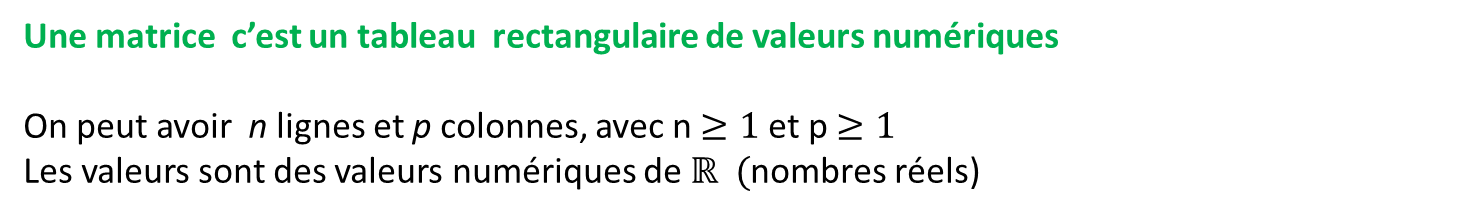 Une matrice c’est un tableau rectangulaire de valeurs numériques
On peut avoir n lignes et p colonnes, avec n ≥ 1 et p ≥ 1
Les valeurs sont des valeurs numériques de ℝ (nombres réels)